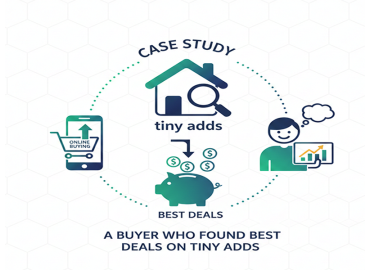 CASE STUDY
tiny adds
ONLINE
BUYING
$ $ $ $
BEST DEALS
A BUYER WHO FOUND BEST
DEALS ON TINY ADDS